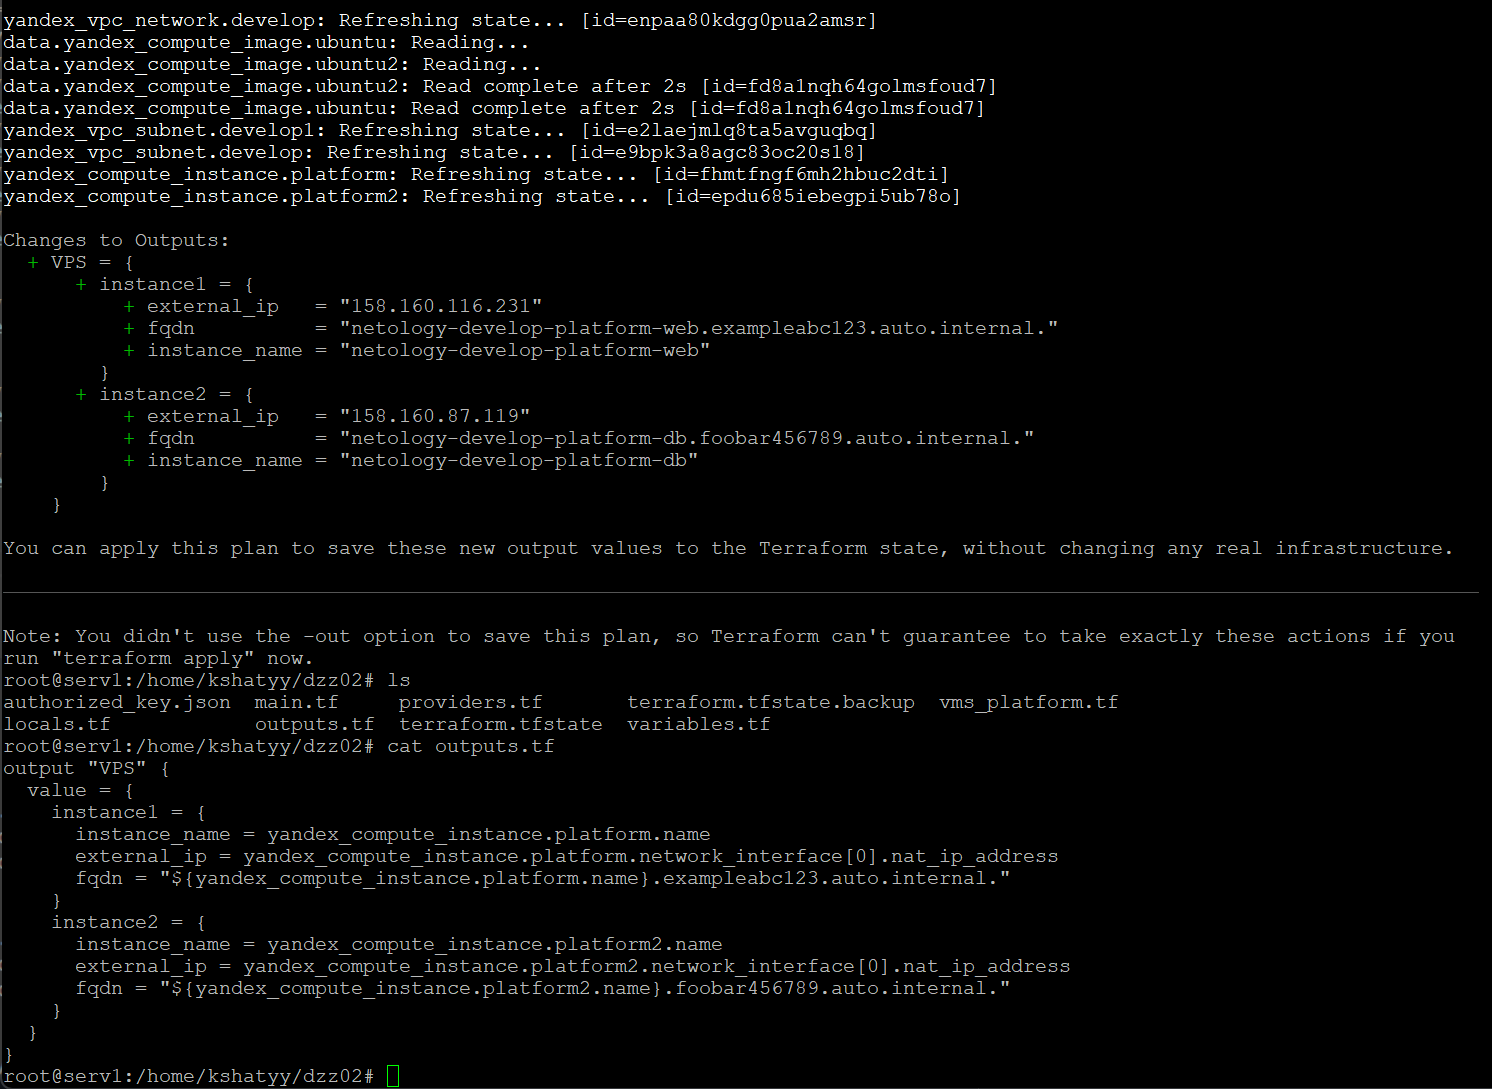 yandex_vpc_network.develop: Refreshing state... [id=enpaa80kdgg0pua2amsr]
data.yandex_compute_image.ubuntu: Reading...
data.yandex_compute_image.ubuntu2: Reading...
data.yandex_compute_image.ubuntu2: Read complete after 2s [id=fd8a1nqh64golmsfoud7]
data.yandex_compute_image.ubuntu: Read complete after 2s [id=fd8a1nqh64golmsfoud7]
yandex_vpc_subnet.develop1: Refreshing state... [id=e2laejmlq8ta5avguqbq]
yandex_vpc_subnet.develop: Refreshing state... [id=e9bpk3a8agc83oc20s18]
yandex_compute_instance.platform: Refreshing state... [id=fhmtfngf6mh2hbuc2dti]
yandex_compute_instance.platform2: Refreshing state... [id=epdu685iebegpi5ub78o]
Changes to Outputs:
  + VPS = {
      + instance1 = {
          + external_ip   = "158.160.116.231"
          + fqdn          = "netology-develop-platform-web.exampleabc123.auto.internal."
          + instance_name = "netology-develop-platform-web"
        }
      + instance2 = {
          + external_ip   = "158.160.87.119"
          + fqdn          = "netology-develop-platform-db.foobar456789.auto.internal."
          + instance_name = "netology-develop-platform-db"
        }
    }
You can apply this plan to save these new output values to the Terraform state, without changing any real infrastructure.
Note: You didn't use the -out option to save this plan, so Terraform can't guarantee to take exactly these actions if you
run "terraform apply" now.
root@serv1:/home/kshatyy/dzz02# ls
authorized_key.json  main.tf     providers.tf       terraform.tfstate.backup  vms_platform.tf
locals.tf            outputs.tf  terraform.tfstate  variables.tf
root@serv1:/home/kshatyy/dzz02# cat outputs.tf
output "VPS" {
  value = {
    instance1 = {
      instance_name = yandex_compute_instance.platform.name
      external_ip = yandex_compute_instance.platform.network_interface[0].nat_ip_address
      fqdn = "${yandex_compute_instance.platform.name}.exampleabc123.auto.internal."
    }
    instance2 = {
      instance_name = yandex_compute_instance.platform2.name
      external_ip = yandex_compute_instance.platform2.network_interface[0].nat_ip_address
      fqdn = "${yandex_compute_instance.platform2.name}.foobar456789.auto.internal."
    }
  }
}
root@serv1:/home/kshatyy/dzz02#